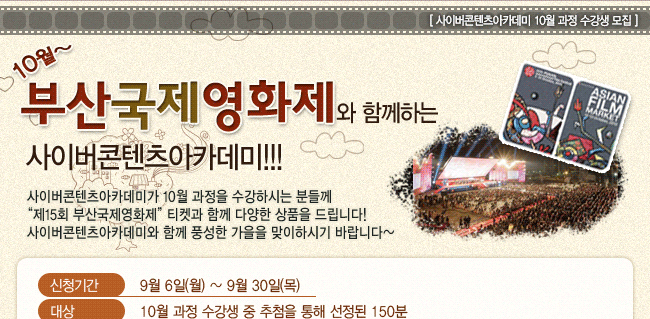 [ 사이버콘텐츠아카데미 10월 과정 수강생 모집 ]
10월~
부산국제영화제와 함께하는
사이버콘텐츠아카데미!!!
ASIAN
FILM
MARKET
사이버콘텐츠아카데미가 10월 과정을 수강하시는 분들께
“제15회 부산국제영화제” 티켓과 함께 다양한 상품을 드립니다!
사이버콘텐츠아카데미와 함께 풍성한 가을을 맞이하시기 바랍니다~
신청기간 9월 6일(월) ~ 9월 30일(목)
대상 10월 과정 수강생 중 추첨을 통해 선정된 150분